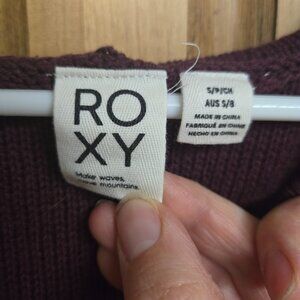 RO
XY
Make waves,
move mountains.
S/P/CH
AUS S/8
MADE IN CHINA
FABRIQUÉ EN CHINE
HECHO EN CHINA